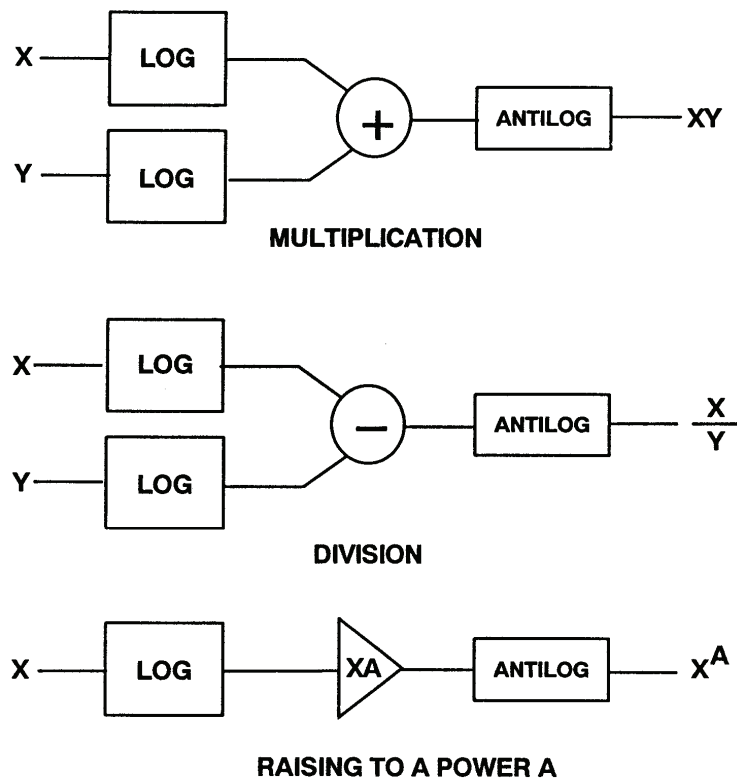 X LOG
+ ANTILOG XY
Y LOG
MULTIPLICATION
X LOG
− ANTILOG X
Y
Y LOG
DIVISION
X LOG XA ANTILOG X^A
RAISING TO A POWER A